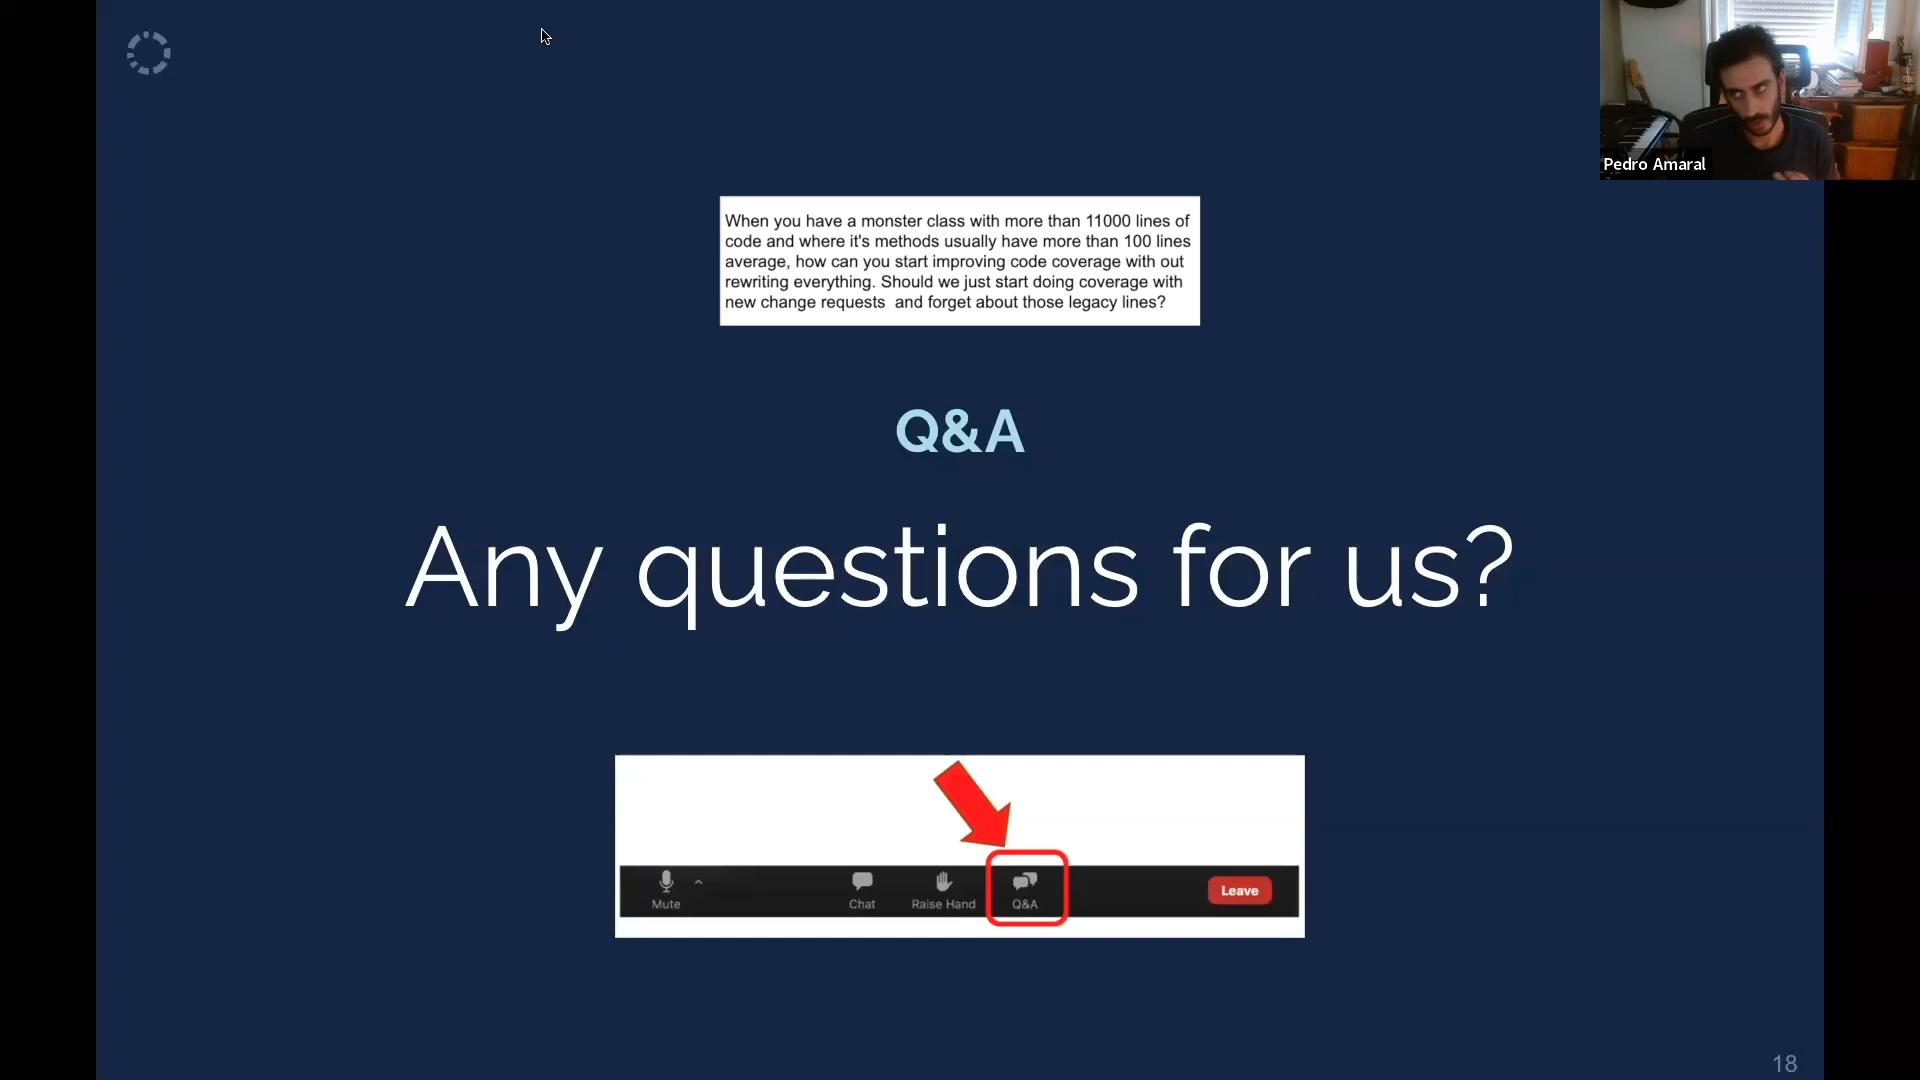 Pedro Amaral
When you have a monster class with more than 11000 lines of
code and where it's methods usually have more than 100 lines
average, how can you start improving code coverage with out
rewriting everything. Should we just start doing coverage with
new change requests  and forget about those legacy lines?
Q&A
Any questions for us?
Mute
Chat
Raise Hand
Q&A
Leave
18